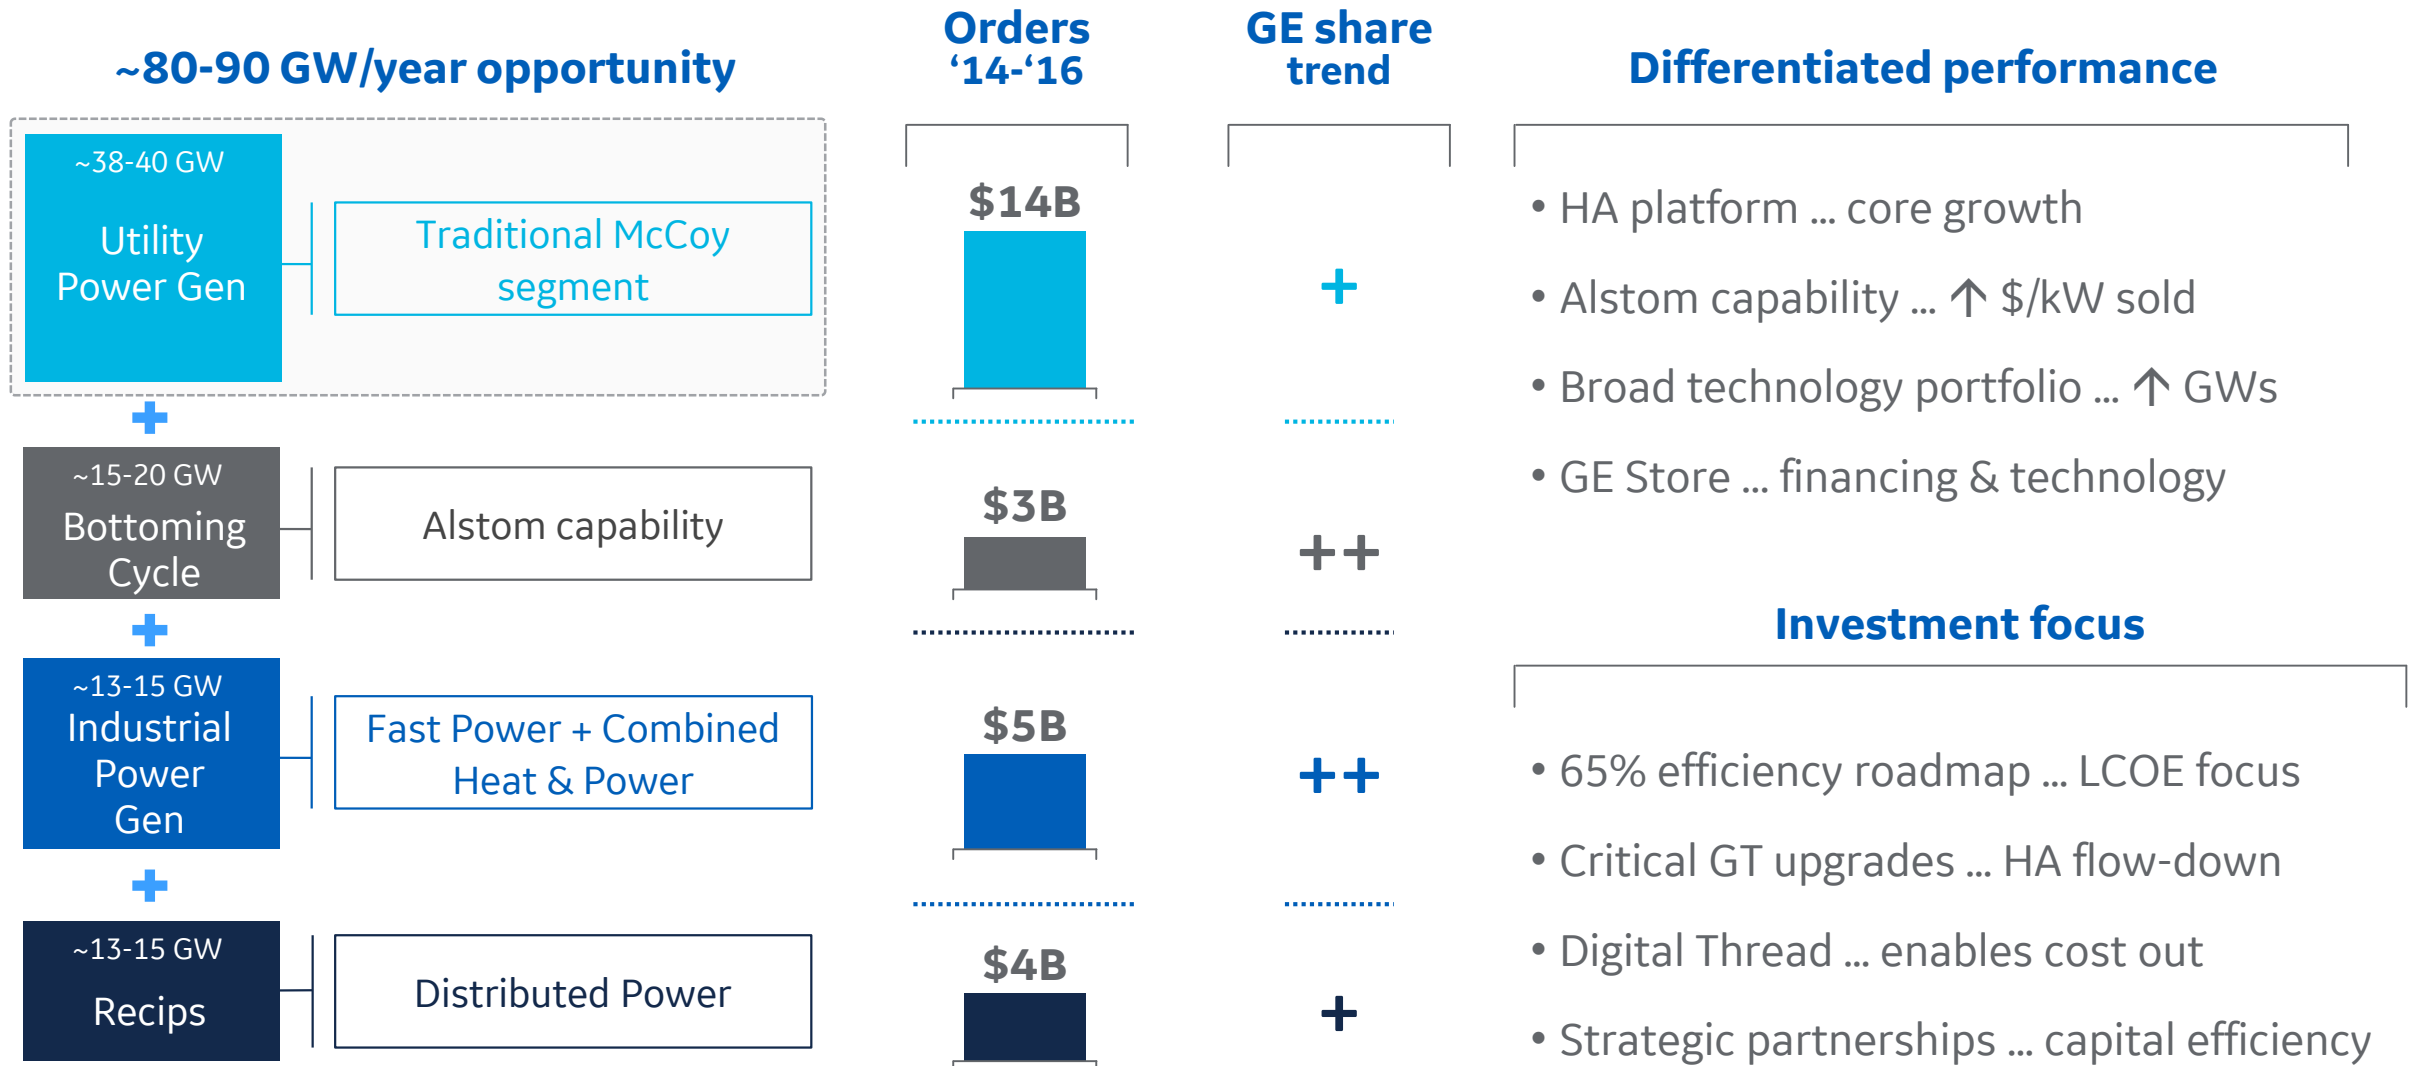 ~80-90 GW/year opportunity
Orders
‘14-‘16
GE share
trend
Differentiated performance
~38-40 GW
Utility
Power Gen
Traditional McCoy
segment
$14B
+
• HA platform ... core growth
• Alstom capability ... ↑ $/kW sold
• Broad technology portfolio ... ↑ GWs
• GE Store ... financing & technology
+
~15-20 GW
Bottoming
Cycle
Alstom capability
$3B
++
+
~13-15 GW
Industrial
Power
Gen
Fast Power + Combined
Heat & Power
$5B
++
+
~13-15 GW
Recips
Distributed Power
$4B
+
Investment focus
• 65% efficiency roadmap ... LCOE focus
• Critical GT upgrades ... HA flow-down
• Digital Thread ... enables cost out
• Strategic partnerships ... capital efficiency